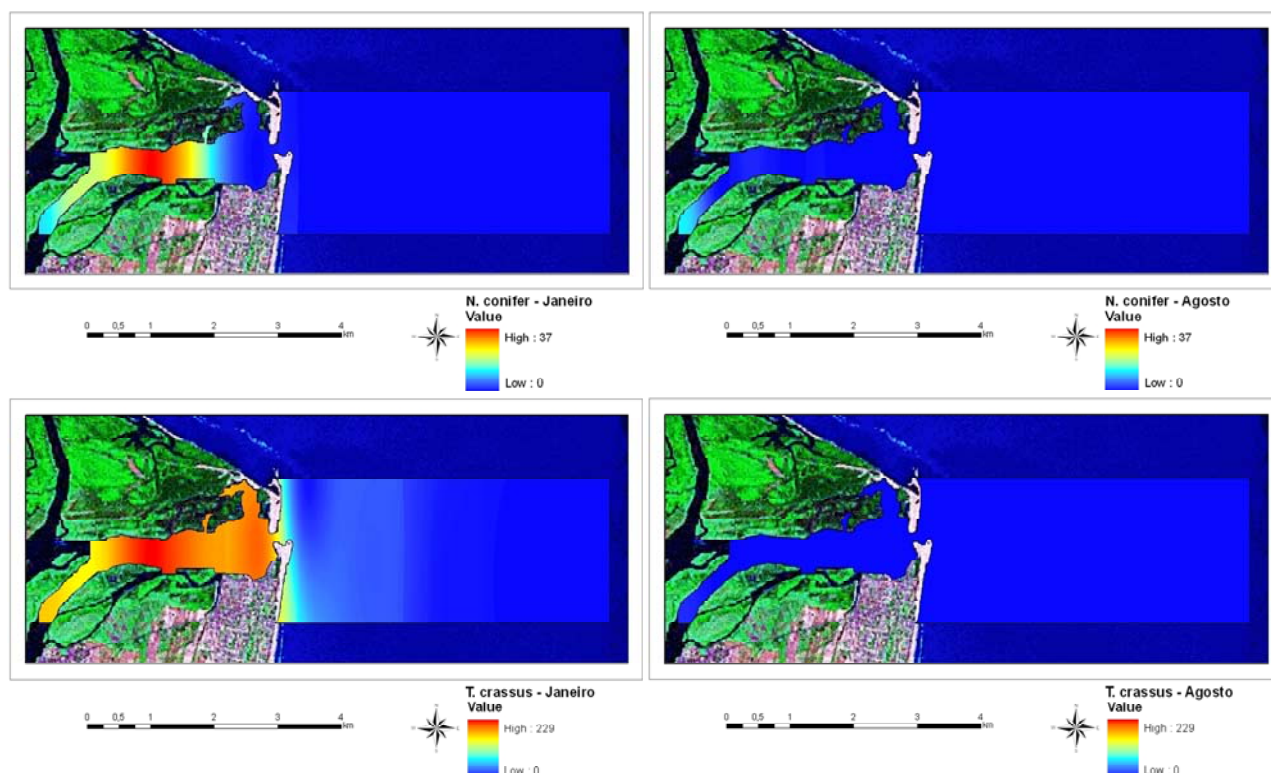 N. conifer - Janeiro
Value
High : 37
Low : 0
0 0,5 1 2 3 4
km
N. conifer - Agosto
Value
High : 37
Low : 0
0 0,5 1 2 3 4
km
T. crassus - Janeiro
Value
High : 229
Low : 0
0 0,5 1 2 3 4
km
T. crassus - Agosto
Value
High : 229
Low : 0
0 0,5 1 2 3 4
km